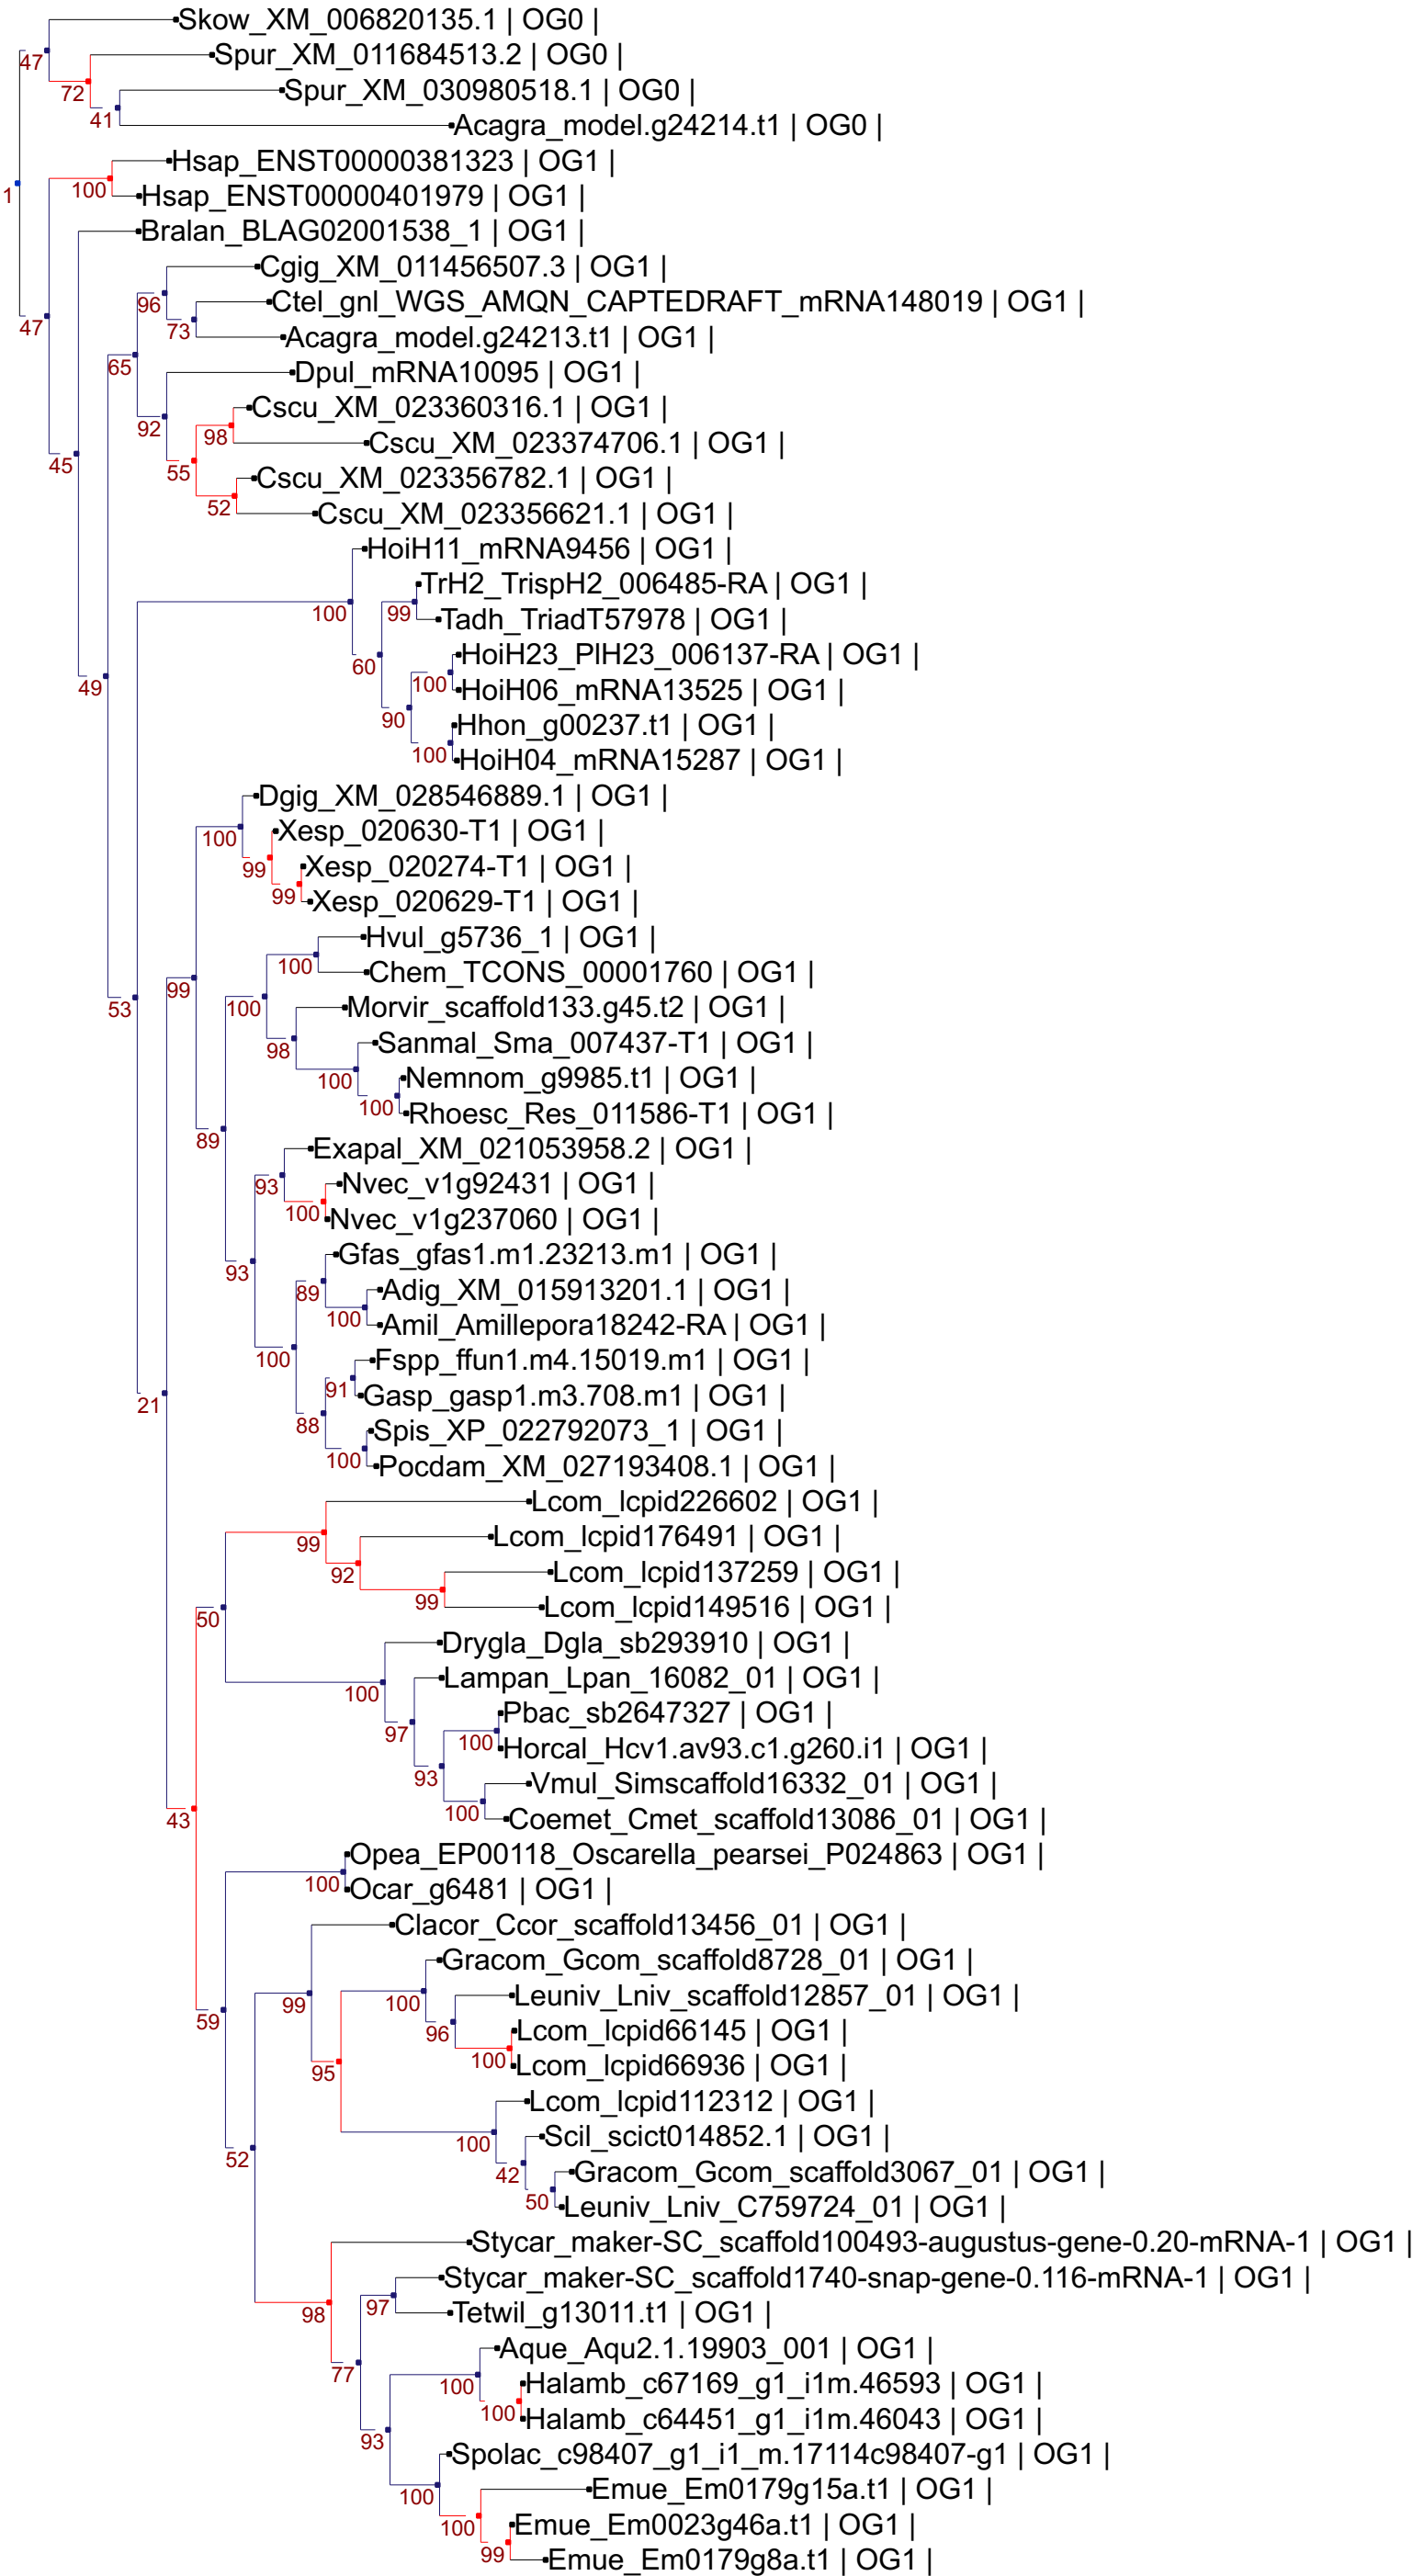 Skow_XM_006820135.1 | OG0 |
47
Spur_XM_011684513.2 | OG0 |
72
Spur_XM_030980518.1 | OG0 |
41
Acagra_model.g24214.t1 | OG0 |
Hsap_ENST00000381323 | OG1 |
1
100
Hsap_ENST00000401979 | OG1 |
Bralan_BLAG02001538_1 | OG1 |
Cgig_XM_011456507.3 | OG1 |
96
Ctel_gnl_WGS_AMQN_CAPTEDRAFT_mRNA148019 | OG1 |
47
73
Acagra_model.g24213.t1 | OG1 |
65
Dpul_mRNA10095 | OG1 |
Cscu_XM_023360316.1 | OG1 |
92
98
Cscu_XM_023374706.1 | OG1 |
45
55
Cscu_XM_023356782.1 | OG1 |
52
Cscu_XM_023356621.1 | OG1 |
HoiH11_mRNA9456 | OG1 |
TrH2_TrispH2_006485-RA | OG1 |
100
99
Tadh_TriadT57978 | OG1 |
HoiH23_PlH23_006137-RA | OG1 |
60
49
100
HoiH06_mRNA13525 | OG1 |
90
Hhon_g00237.t1 | OG1 |
100
HoiH04_mRNA15287 | OG1 |
Dgig_XM_028546889.1 | OG1 |
100
Xesp_020630-T1 | OG1 |
99
Xesp_020274-T1 | OG1 |
99
Xesp_020629-T1 | OG1 |
Hvul_g5736_1 | OG1 |
100
Chem_TCONS_00001760 | OG1 |
99
53
100
Morvir_scaffold133.g45.t2 | OG1 |
98
Sanmal_Sma_007437-T1 | OG1 |
100
Nemnom_g9985.t1 | OG1 |
100
Rhoesc_Res_011586-T1 | OG1 |
89
Exapal_XM_021053958.2 | OG1 |
93
Nvec_v1g92431 | OG1 |
100
Nvec_v1g237060 | OG1 |
Gfas_gfas1.m1.23213.m1 | OG1 |
93
89
Adig_XM_015913201.1 | OG1 |
100
Amil_Amillepora18242-RA | OG1 |
100
Fspp_ffun1.m4.15019.m1 | OG1 |
91
Gasp_gasp1.m3.708.m1 | OG1 |
21
88
Spis_XP_022792073_1 | OG1 |
100
Pocdam_XM_027193408.1 | OG1 |
Lcom_lcpid226602 | OG1 |
99
Lcom_lcpid176491 | OG1 |
92
Lcom_lcpid137259 | OG1 |
99
Lcom_lcpid149516 | OG1 |
50
Drygla_Dgla_sb293910 | OG1 |
100
Lampan_Lpan_16082_01 | OG1 |
97
Pbac_sb2647327 | OG1 |
100
Horcal_Hcv1.av93.c1.g260.i1 | OG1 |
93
Vmul_Simscaffold16332_01 | OG1 |
100
Coemet_Cmet_scaffold13086_01 | OG1 |
43
Opea_EP00118_Oscarella_pearsei_P024863 | OG1 |
100
Ocar_g6481 | OG1 |
Clacor_Ccor_scaffold13456_01 | OG1 |
Gracom_Gcom_scaffold8728_01 | OG1 |
100
Leuniv_Lniv_scaffold12857_01 | OG1 |
99
59
96
Lcom_lcpid66145 | OG1 |
100
Lcom_lcpid66936 | OG1 |
95
Lcom_lcpid112312 | OG1 |
100
Scil_scict014852.1 | OG1 |
52
42
Gracom_Gcom_scaffold3067_01 | OG1 |
50
Leuniv_Lniv_C759724_01 | OG1 |
Stycar_maker-SC_scaffold100493-augustus-gene-0.20-mRNA-1 | OG1 |
Stycar_maker-SC_scaffold1740-snap-gene-0.116-mRNA-1 | OG1 |
98
97
Tetwil_g13011.t1 | OG1 |
Aque_Aqu2.1.19903_001 | OG1 |
77
100
Halamb_c67169_g1_i1m.46593 | OG1 |
100
Halamb_c64451_g1_i1m.46043 | OG1 |
93
Spolac_c98407_g1_i1_m.17114c98407-g1 | OG1 |
100
Emue_Em0179g15a.t1 | OG1 |
100
Emue_Em0023g46a.t1 | OG1 |
99
Emue_Em0179g8a.t1 | OG1 |